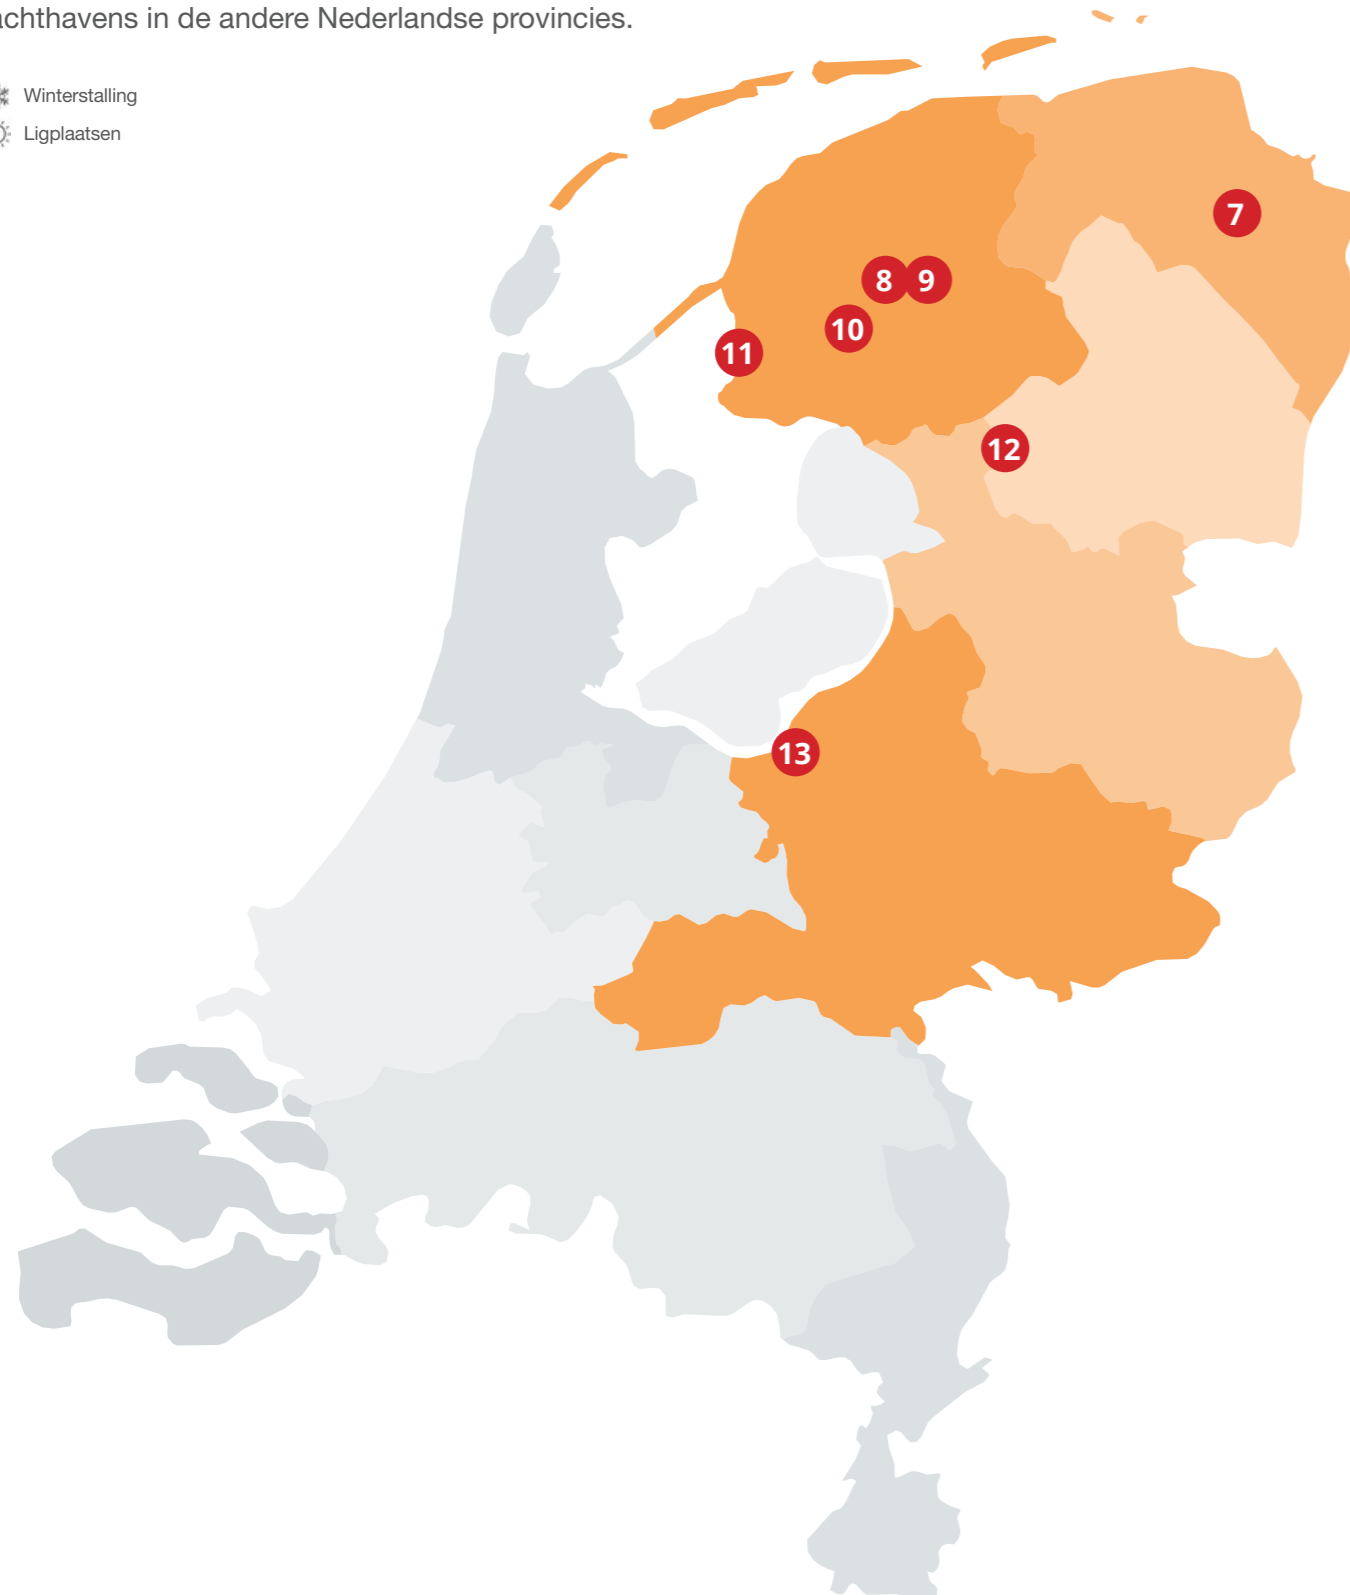 achthavens in de andere Nederlandse provincies.
Winterstalling
Ligplaatsen
7
8 9
10
11
12
13